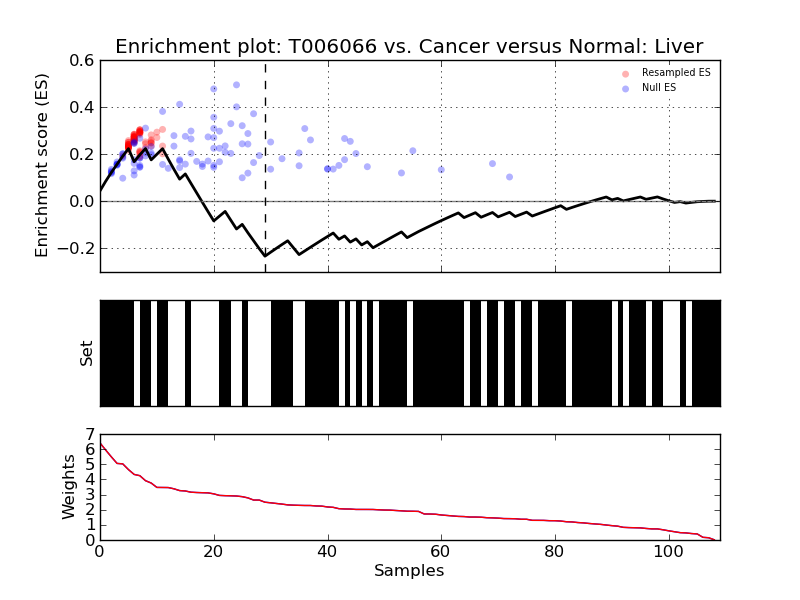 Enrichment plot: T006066 vs. Cancer versus Normal: Liver
Enrichment score (ES)
0.6
0.4
0.2
0.0
−0.2
Resampled ES
Null ES
Set
Weights
7
6
5
4
3
2
1
0
0 20 40 60 80 100
Samples